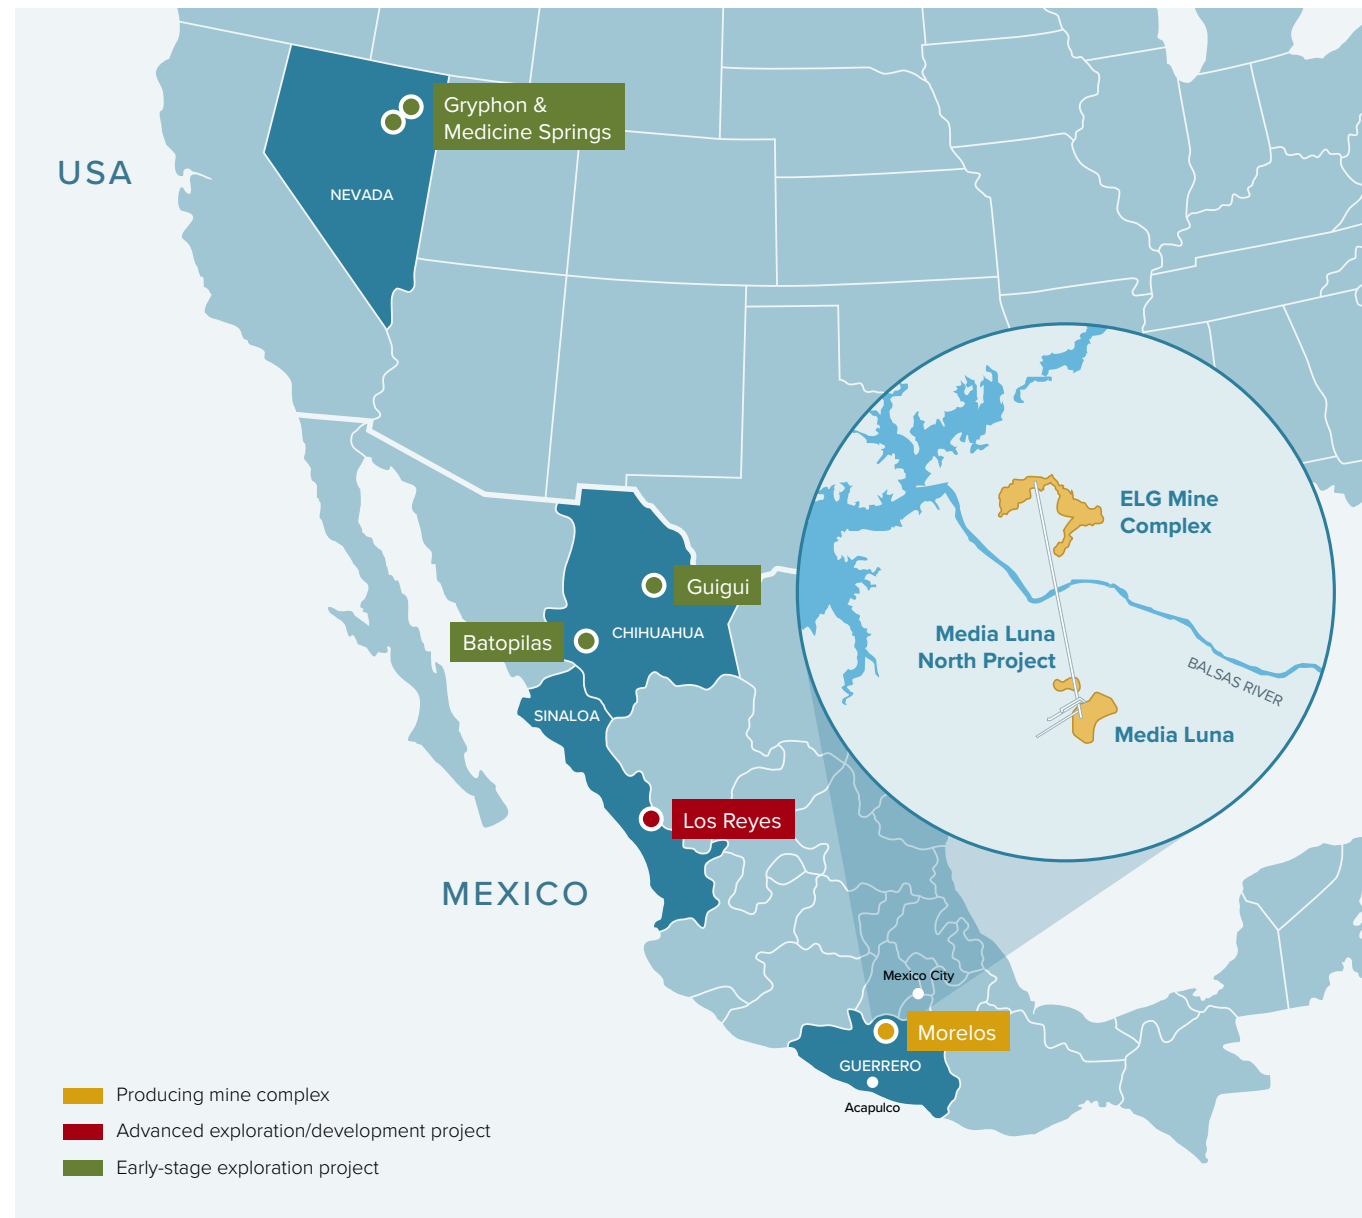 Gryphon &
Medicine Springs
USA
NEVADA
ELG Mine
Complex
Guigui
Media Luna
North Project
CHIHUAHUA
Batopilas
BALSAS RIVER
SINALOA
Media Luna
Los Reyes
MEXICO
Mexico City
Morelos
GUERRERO
Acapulco
Producing mine complex
Advanced exploration/development project
Early-stage exploration project